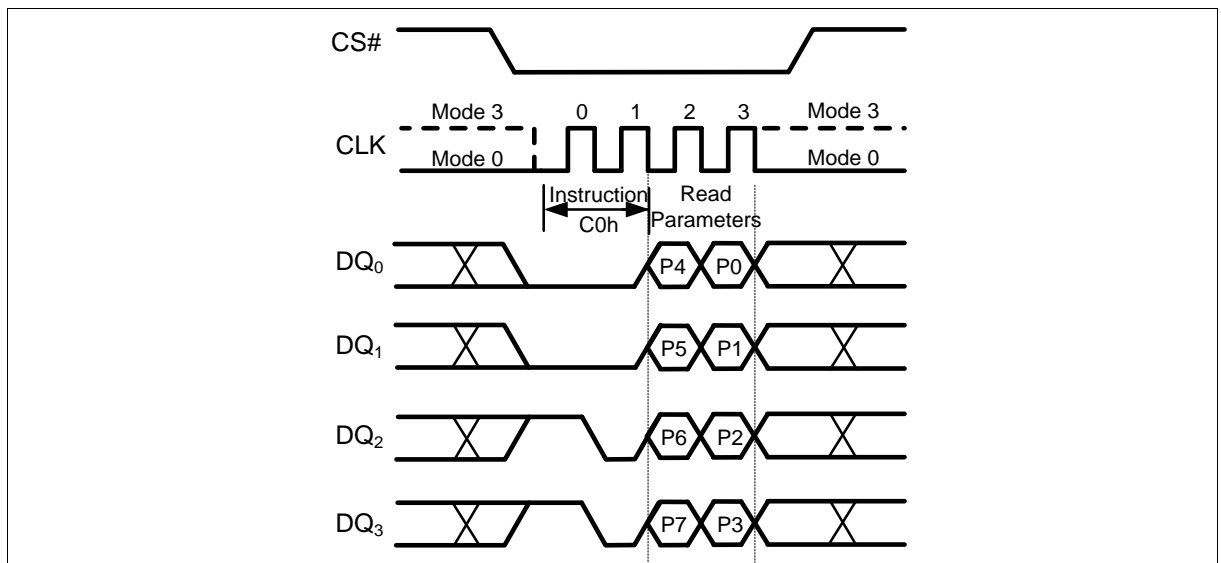 CS#
0 1 2 3
Mode 3 Mode 3
CLK
Mode 0 Mode 0
Instruction Read
C0h Parameters
DQ0 P4 P0
DQ1 P5 P1
DQ2 P6 P2
DQ3 P7 P3